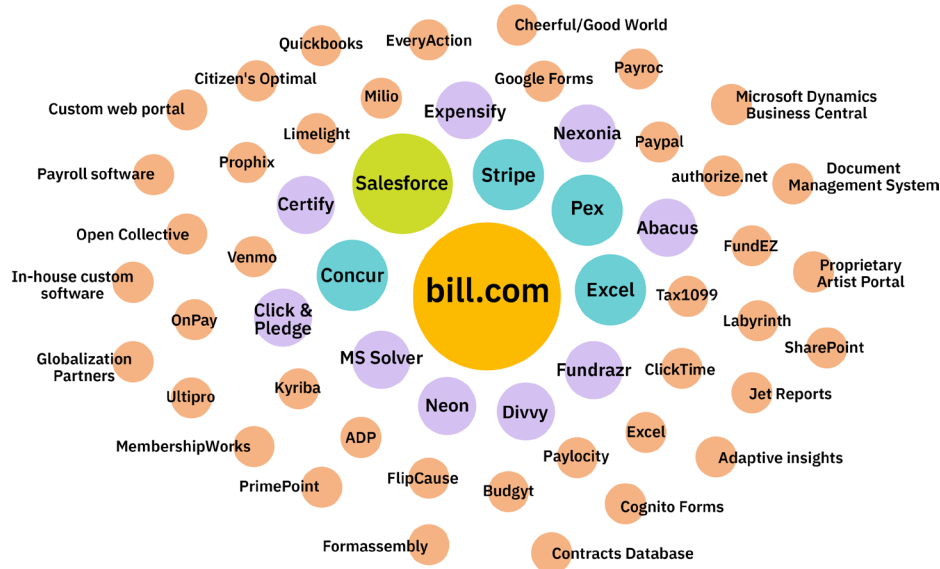 Cheerful/Good World
Quickbooks
EveryAction
Citizen's Optimal
Google Forms
Payroc
Custom web portal
Milio
Expensify
Microsoft Dynamics
Business Central
Limelight
Nexonia
Paypal
Payroll software
Prophix
Salesforce
Stripe
authorize.net
Document
Management System
Certify
Pex
Abacus
Open Collective
FundEZ
Venmo
Concur
In-house custom
software
bill.com
Excel
Tax1099
Proprietary
Artist Portal
OnPay
Click &
Pledge
Labyrinth
SharePoint
Globalization
Partners
MS Solver
Fundrazr
ClickTime
Ultipro
Kyriba
Neon
Divvy
Jet Reports
MembershipWorks
ADP
Excel
Paylocity
Adaptive insights
PrimePoint
FlipCause
Budgyt
Cognito Forms
Formassembly
Contracts Database